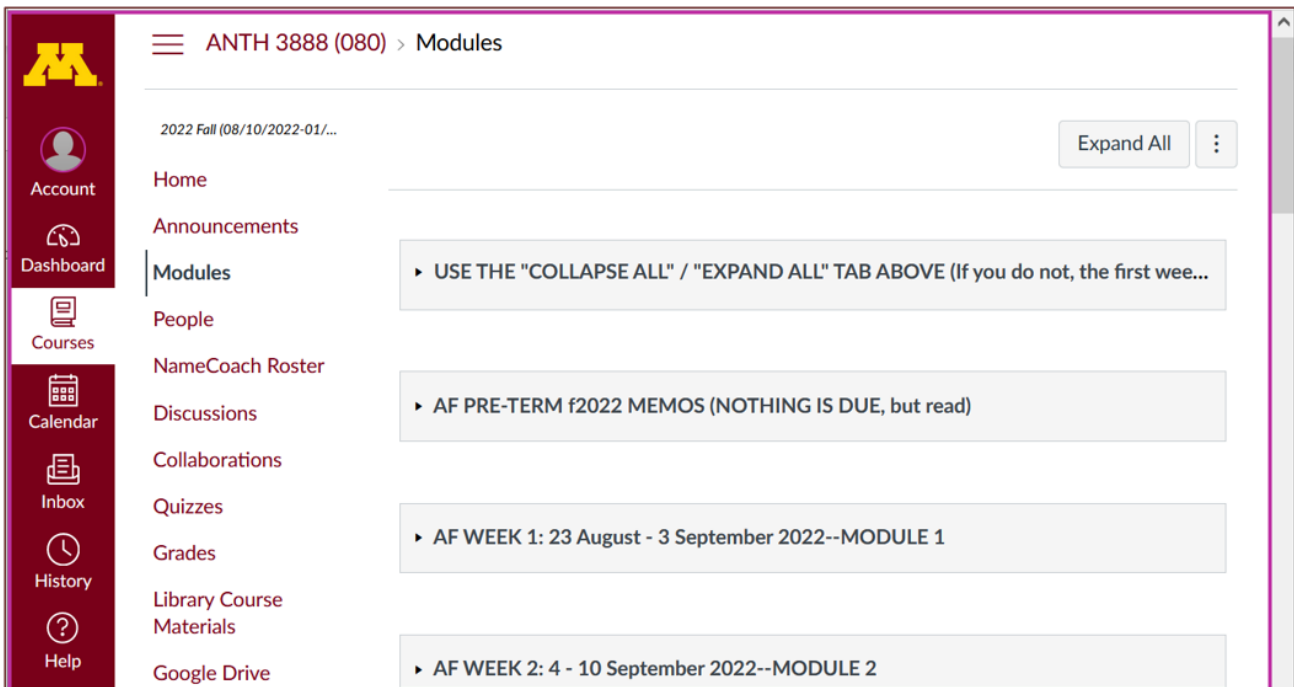 ANTH 3888 (080) > Modules
2022 Fall (08/10/2022-01/...
Expand All
Account
Dashboard
Courses
Calendar
Inbox
History
Help
Home
Announcements
Modules
People
NameCoach Roster
Discussions
Collaborations
Quizzes
Grades
Library Course
Materials
Google Drive
USE THE "COLLAPSE ALL" / "EXPAND ALL" TAB ABOVE (If you do not, the first wee...
AF PRE-TERM f2022 MEMOS (NOTHING IS DUE, but read)
AF WEEK 1: 23 August - 3 September 2022--MODULE 1
AF WEEK 2: 4 - 10 September 2022--MODULE 2